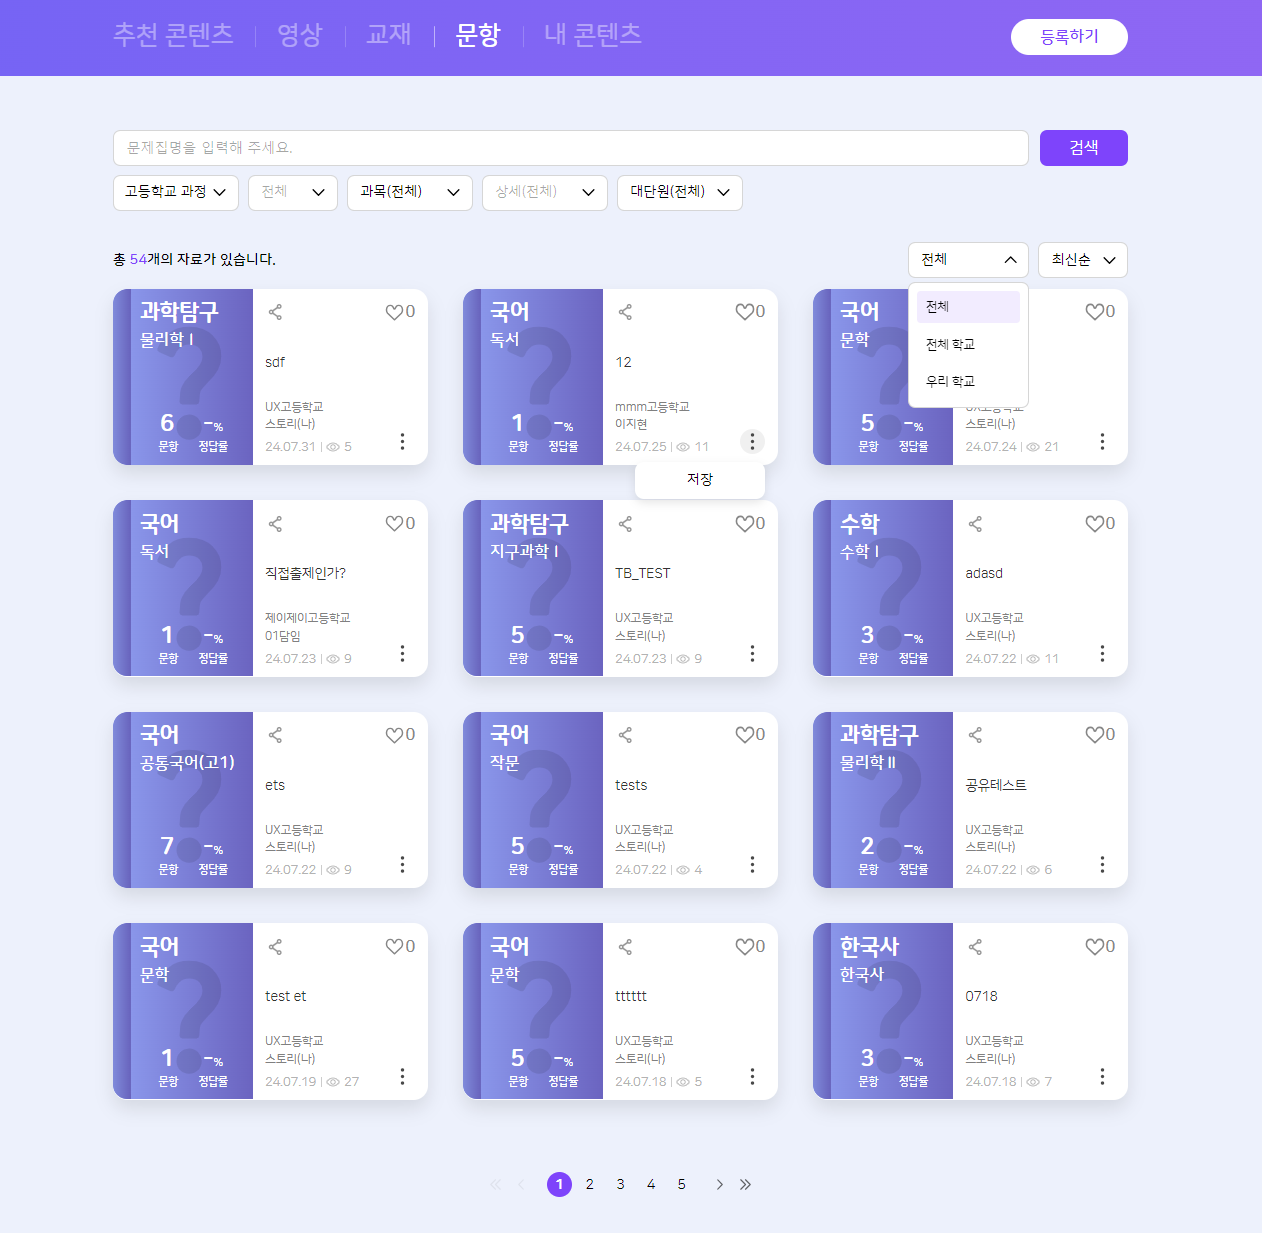 추천 콘텐츠 영상 교재 문항 내 콘텐츠 등록하기
문제집명을 입력해 주세요. 검색
고등학교 과정 전체 과목(전체) 상세(전체) 대단원(전체)
총 54개의 자료가 있습니다. 전체 최신순
전체
전체 학교
우리 학교
과학탐구
물리학 I
6 -%
문항 정답률
0
sdf
UX고등학교
스토리(나)
24.07.31 | 5
국어
독서
1 -%
문항 정답률
0
12
mmm고등학교
이지현
24.07.25 | 11
저장
국어
문학
5 -%
문항 정답률
0
UX고등학교
스토리(나)
24.07.24 | 21
국어
독서
1 -%
문항 정답률
0
직접출제인가?
제이제이고등학교
01담임
24.07.23 | 9
과학탐구
지구과학 I
5 -%
문항 정답률
0
TB_TEST
UX고등학교
스토리(나)
24.07.23 | 9
수학
수학 I
3 -%
문항 정답률
0
adasd
UX고등학교
스토리(나)
24.07.22 | 11
국어
공통국어(고1)
7 -%
문항 정답률
0
ets
UX고등학교
스토리(나)
24.07.22 | 9
국어
작문
5 -%
문항 정답률
0
tests
UX고등학교
스토리(나)
24.07.22 | 4
과학탐구
물리학 II
2 -%
문항 정답률
0
공유테스트
UX고등학교
스토리(나)
24.07.22 | 6
국어
문학
1 -%
문항 정답률
0
test et
UX고등학교
스토리(나)
24.07.19 | 27
국어
문학
5 -%
문항 정답률
0
tttttt
UX고등학교
스토리(나)
24.07.18 | 5
한국사
한국사
3 -%
문항 정답률
0
0718
UX고등학교
스토리(나)
24.07.18 | 7
1 2 3 4 5